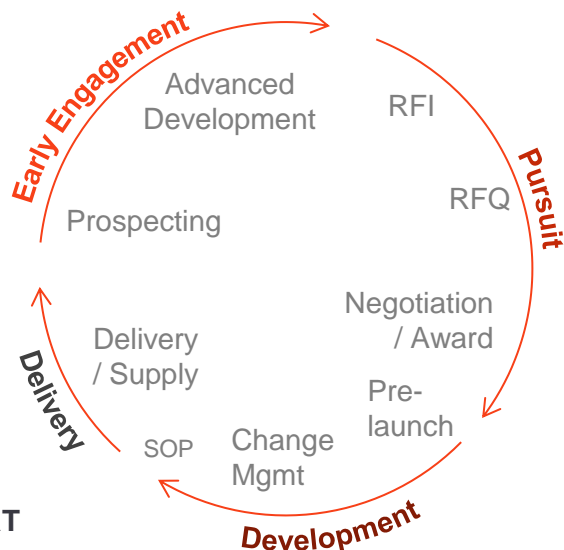 Early Engagement
Advanced
Development
Prospecting
RFI
RFQ
Pursuit
Negotiation
/ Award
Pre-
launch
Change
Mgmt
Development
SOP
Delivery
/ Supply
Delivery